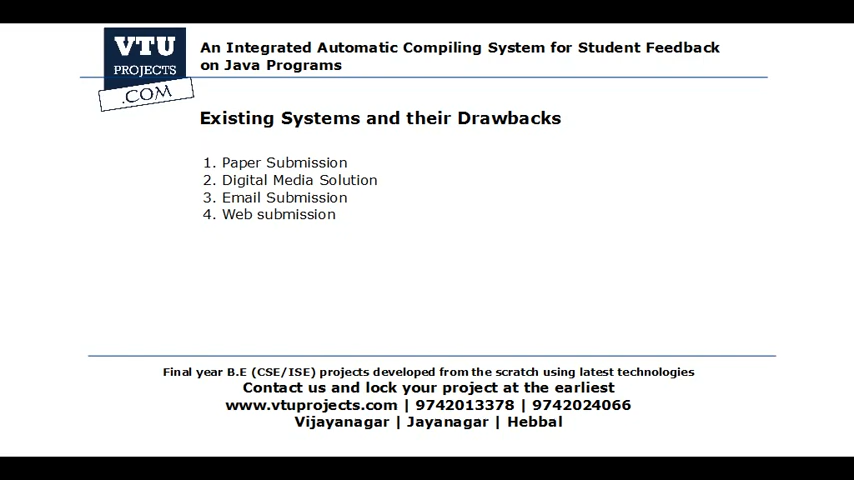 VTU
PROJECTS
.COM
An Integrated Automatic Compiling System for Student Feedback
on Java Programs
Existing Systems and their Drawbacks
1. Paper Submission
2. Digital Media Solution
3. Email Submission
4. Web submission
Final year B.E (CSE/ISE) projects developed from the scratch using latest technologies
Contact us and lock your project at the earliest
www.vtuprojects.com | 9742013378 | 9742024066
Vijayanagar | Jayanagar | Hebbal